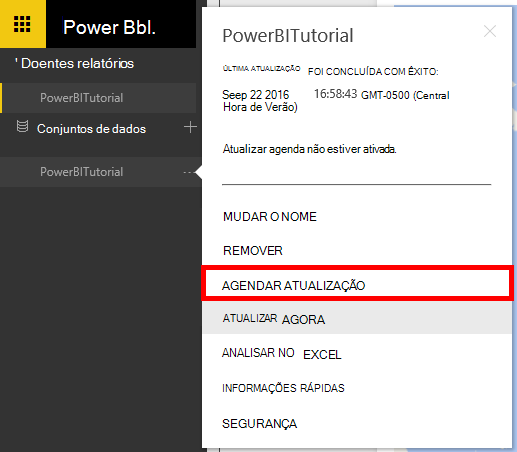 Power Bbl.
' Doentes relatórios
PowerBITutorial
Conjuntos de dados
PowerBITutorial
PowerBITutorial
ÚLTIMA ATUALIZAÇÃO FOI CONCLUÍDA COM ÊXITO:
Seep 22 2016 16:58:43 GMT-0500 (Central
Hora de Verão)
Atualizar agenda não estiver ativada.
MUDAR O NOME
REMOVER
AGENDAR ATUALIZAÇÃO
ATUALIZAR AGORA
ANALISAR NO EXCEL
INFORMAÇÕES RÁPIDAS
SEGURANÇA